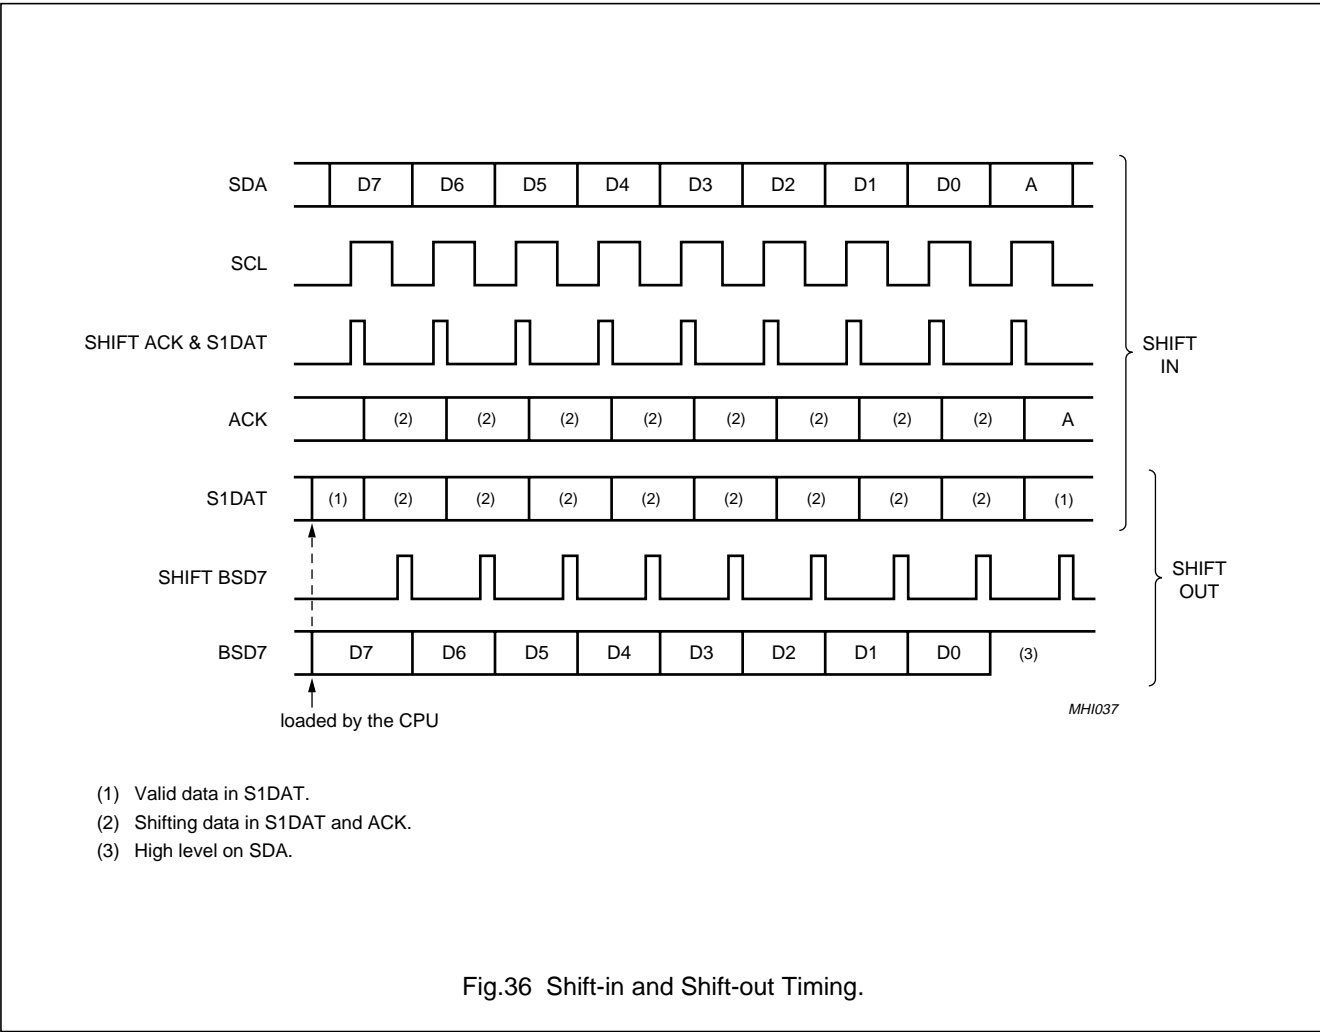 SDA D7 D6 D5 D4 D3 D2 D1 D0 A
SCL
SHIFT ACK & S1DAT
SHIFT
IN
ACK (2) (2) (2) (2) (2) (2) (2) (2) A
S1DAT (1) (2) (2) (2) (2) (2) (2) (2) (2) (1)
SHIFT BSD7
SHIFT
OUT
BSD7 D7 D6 D5 D4 D3 D2 D1 D0 (3)
loaded by the CPU
MHI037
(1) Valid data in S1DAT.
(2) Shifting data in S1DAT and ACK.
(3) High level on SDA.
Fig.36 Shift-in and Shift-out Timing.